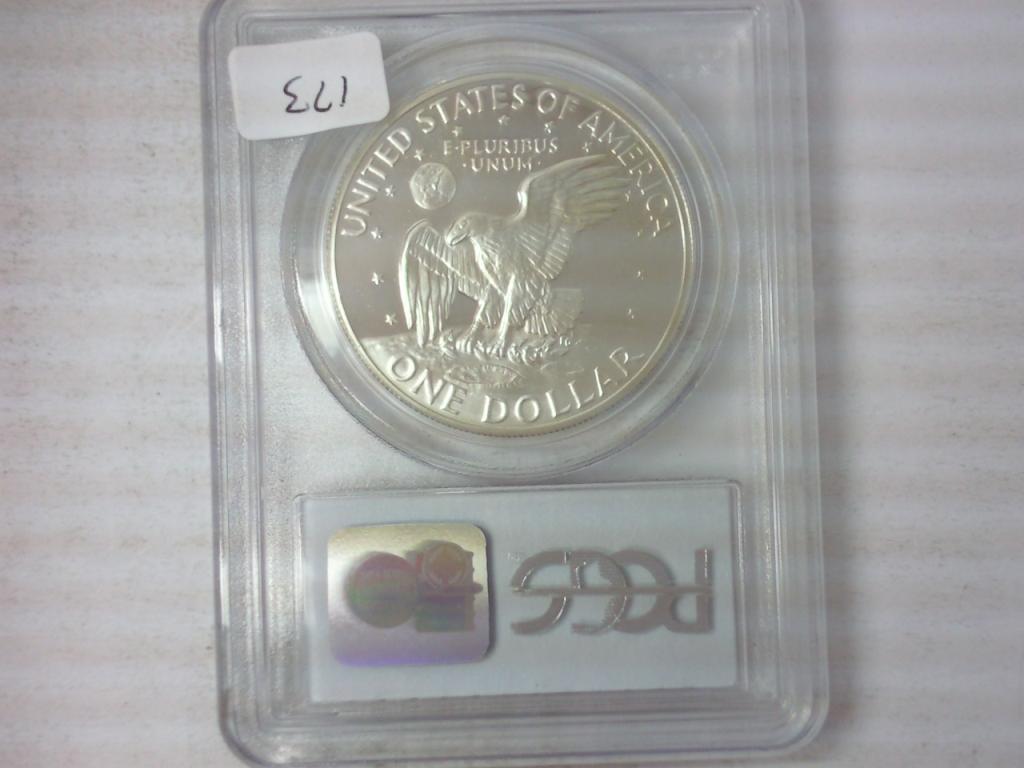 173
UNITED STATES OF AMERICA
E·PLURIBUS
·UNUM·
ONE DOLLAR
PCGS